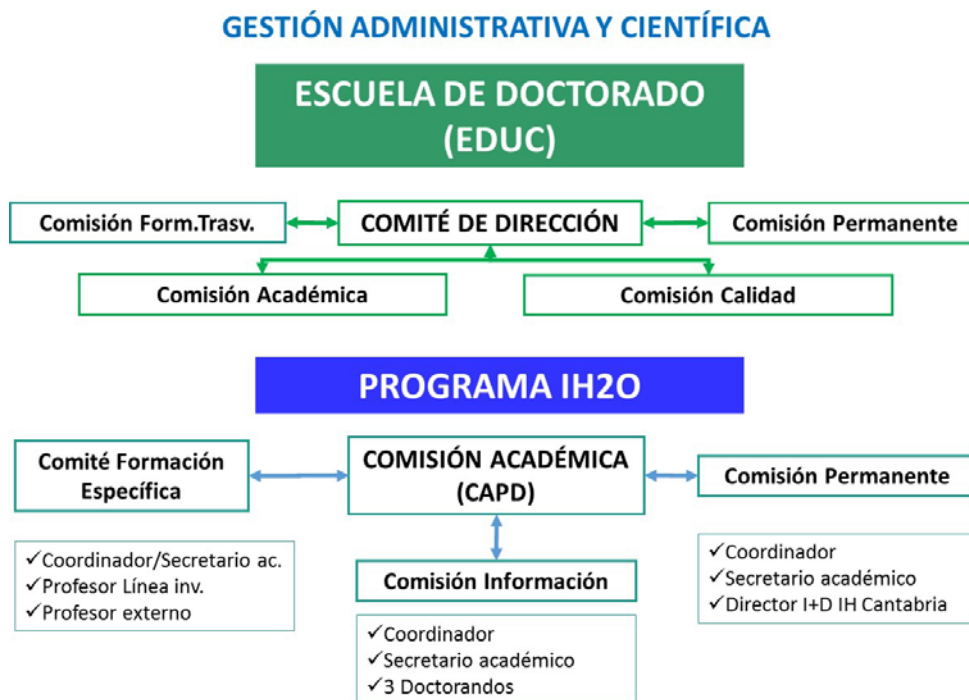 GESTIÓN ADMINISTRATIVA Y CIENTÍFICA
ESCUELA DE DOCTORADO
(EDUC)
Comisión Form.Trasv.
COMITÉ DE DIRECCIÓN
Comisión Permanente
Comisión Académica
Comisión Calidad
PROGRAMA IH2O
Comité Formación
Específica
COMISIÓN ACADÉMICA
(CAPD)
Comisión Permanente
✓Coordinador/Secretario ac.
✓Profesor Línea inv.
✓Profesor externo
Comisión Información
✓Coordinador
✓Secretario académico
✓3 Doctorandos
✓Coordinador
✓Secretario académico
✓Director I+D IH Cantabria